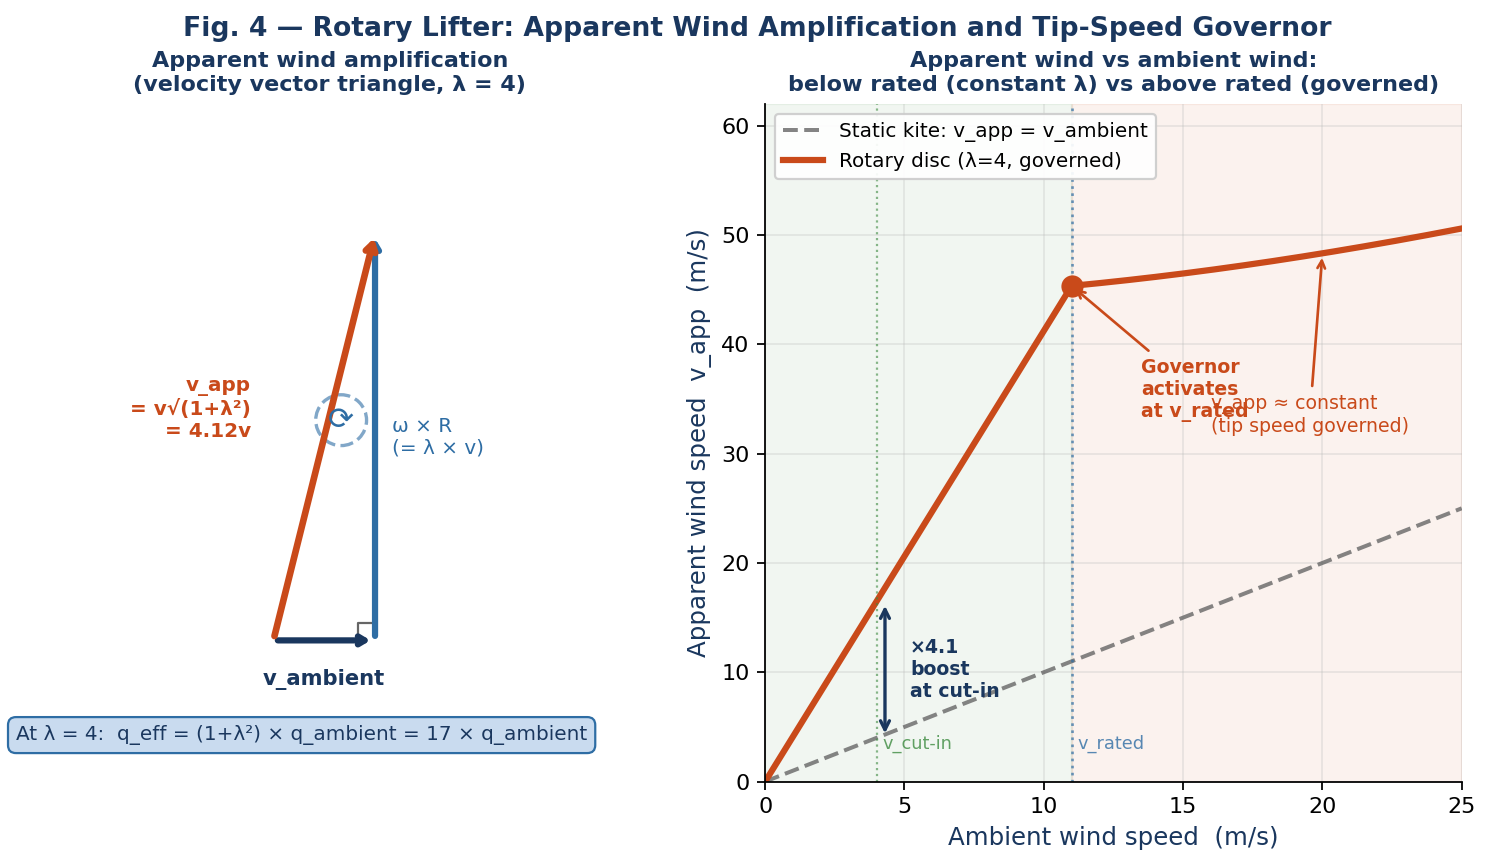 Fig. 4 — Rotary Lifter: Apparent Wind Amplification and Tip-Speed Governor
Apparent wind amplification
(velocity vector triangle, λ = 4)
v_app
= v√(1+λ²)
= 4.12v
⟳
ω × R
(= λ × v)
v_ambient
At λ = 4:  q_eff = (1+λ²) × q_ambient = 17 × q_ambient
Apparent wind vs ambient wind:
below rated (constant λ) vs above rated (governed)
Static kite: v_app = v_ambient
Rotary disc (λ=4, governed)
Governor
activates
at v_rated
v_app ≈ constant
(tip speed governed)
×4.1
boost
at cut-in
v_cut-in
v_rated
60
50
40
30
20
10
0
0 5 10 15 20 25
Apparent wind speed  v_app  (m/s)
Ambient wind speed  (m/s)